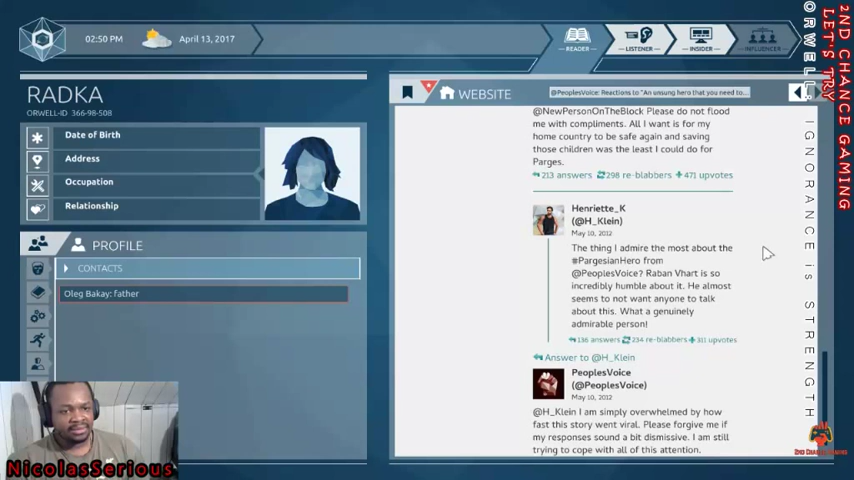 02:50 PM
April 13, 2017
READER
LISTENER
INSIDER
INFLUENCER
RADKA
ORWELL-ID 366-98-508
Date of Birth
Address
Occupation
Relationship
PROFILE
CONTACTS
Oleg Bakay: father
WEBSITE
@PeoplesVoice: Reactions to "An unsung hero that you need to...
@NewPersonOnTheBlock Please do not flood
me with compliments. All I want is for my
home country to be safe again and saving
those children was the least I could do for
Parges.
213 answers 298 re-blabbers 471 upvotes
Henriette_K
(@H_Klein)
May 10, 2012
The thing I admire the most about the
#PargesianHero from
@PeoplesVoice? Raban Vhart is so
incredibly humble about it. He almost
seems to not want anyone to talk
about this. What a genuinely
admirable person!
136 answers 234 re-blabbers 311 upvotes
Answer to @H_Klein
PeoplesVoice
(@PeoplesVoice)
May 10, 2012
@H_Klein I am simply overwhelmed by how
fast this story went viral. Please forgive me if
my responses sound a bit dismissive. I am still
trying to cope with all of this attention.
NicolasSerious
2ND CHANCE GAMING
LET'S TRY
ORWELL: IGNORANCE is STRENGTH
2ND CHANCE GAMING